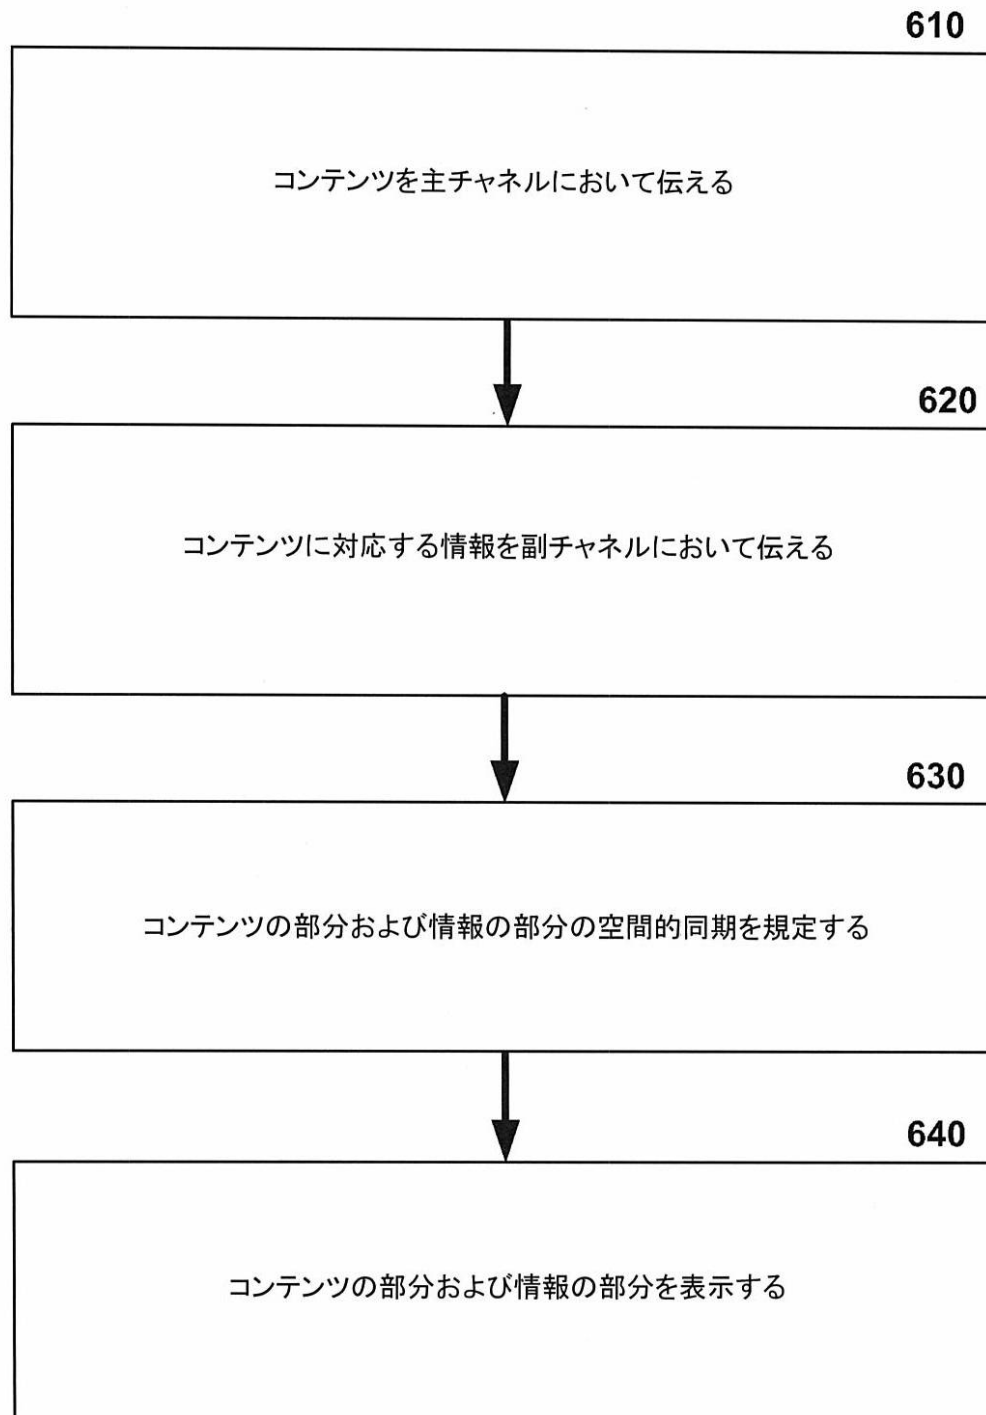 610
コンテンツを主チャネルにおいて伝える
620
コンテンツに対応する情報を副チャネルにおいて伝える
630
コンテンツの部分および情報の部分の空間的同期を規定する
640
コンテンツの部分および情報の部分を表示する